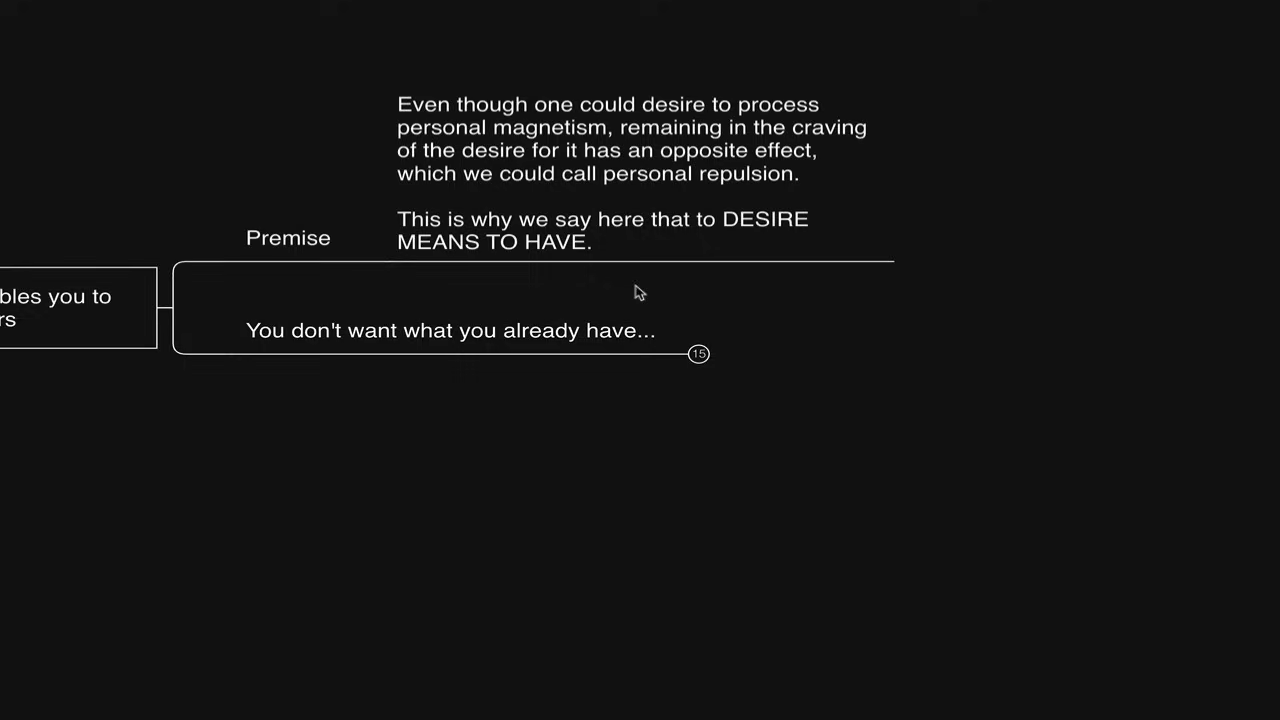 Even though one could desire to process
personal magnetism, remaining in the craving
of the desire for it has an opposite effect,
which we could call personal repulsion.
This is why we say here that to DESIRE
MEANS TO HAVE.
Premise
bles you to
rs
You don't want what you already have...
15